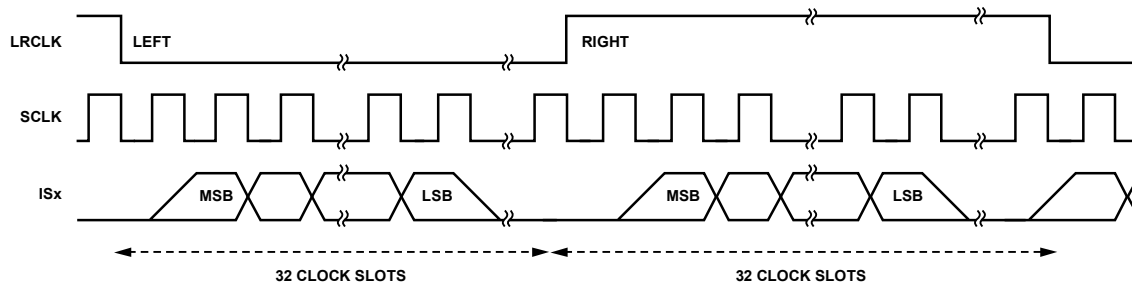 LRCLK
LEFT
RIGHT
SCLK
ISx
MSB
LSB
MSB
LSB
32 CLOCK SLOTS
32 CLOCK SLOTS